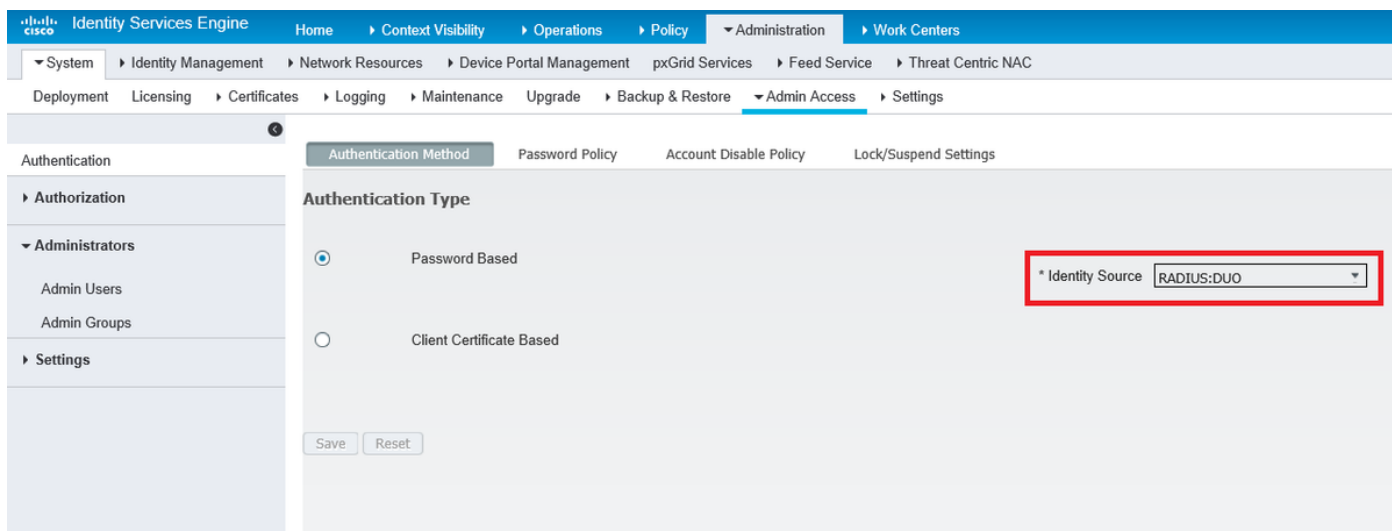 cisco Identity Services Engine Home Context Visibility Operations Policy Administration Work Centers
System Identity Management Network Resources Device Portal Management pxGrid Services Feed Service Threat Centric NAC
Deployment Licensing Certificates Logging Maintenance Upgrade Backup & Restore Admin Access Settings
Authentication
Authorization
Administrators
Admin Users
Admin Groups
Settings
Authentication Method Password Policy Account Disable Policy Lock/Suspend Settings
Authentication Type
Password Based
* Identity Source RADIUS:DUO
Client Certificate Based
Save Reset